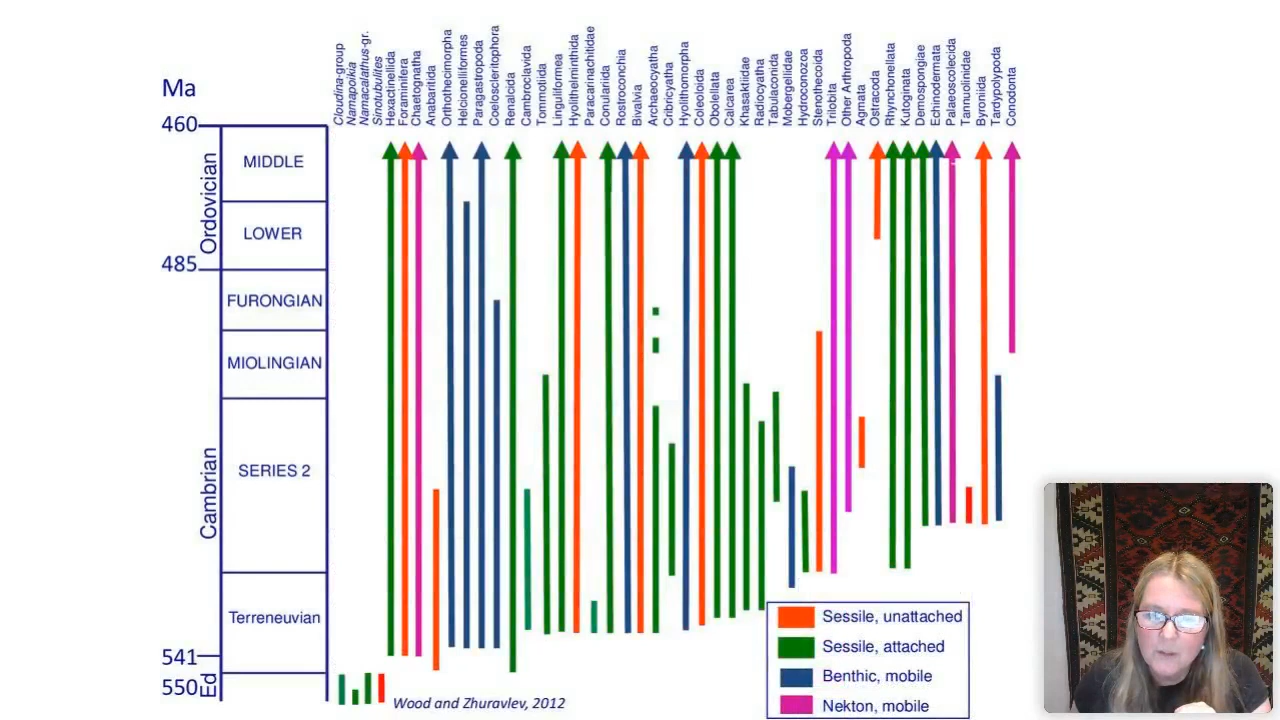 Ma
460
485
541
550
Ordovician
Cambrian
Ed
MIDDLE
LOWER
FURONGIAN
MIOLINGIAN
SERIES 2
Terreneuvian
Cloudina-group
Namapoikia
Namacalathus-gr.
Sinotubulites
Hexactinellida
Foraminifera
Chaetognatha
Anabaritida
Orthothecimorpha
Helcionelliformes
Paragastropoda
Coeloscleritophora
Renalcida
Cambroclavida
Tommotiida
Linguliformea
Hyolithelminthida
Paracarinachitidae
Conulariida
Rostroconchia
Bivalvia
Archaeocyatha
Cribricyatha
Hyolithomorpha
Coleoloida
Obolellata
Calcarea
Khasaktiidae
Radiocyatha
Tabulaconida
Mobergellidae
Hydroconozoa
Stenothecoida
Trilobita
Other Arthropoda
Agmata
Ostracoda
Rhynchonellata
Kutorginata
Demospongiae
Echinodermata
Palaeoscolecida
Tannuolinidae
Byroniida
Tardypolypoda
Conodonta
Sessile, unattached
Sessile, attached
Benthic, mobile
Nekton, mobile
Wood and Zhuravlev, 2012